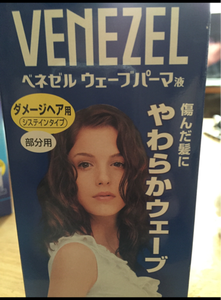 VENEZEL
ベネゼル ウェーブパーマ液
ダメージヘア用
(システインタイプ)
部分用
傷んだ髪に
やわらかウェーブ